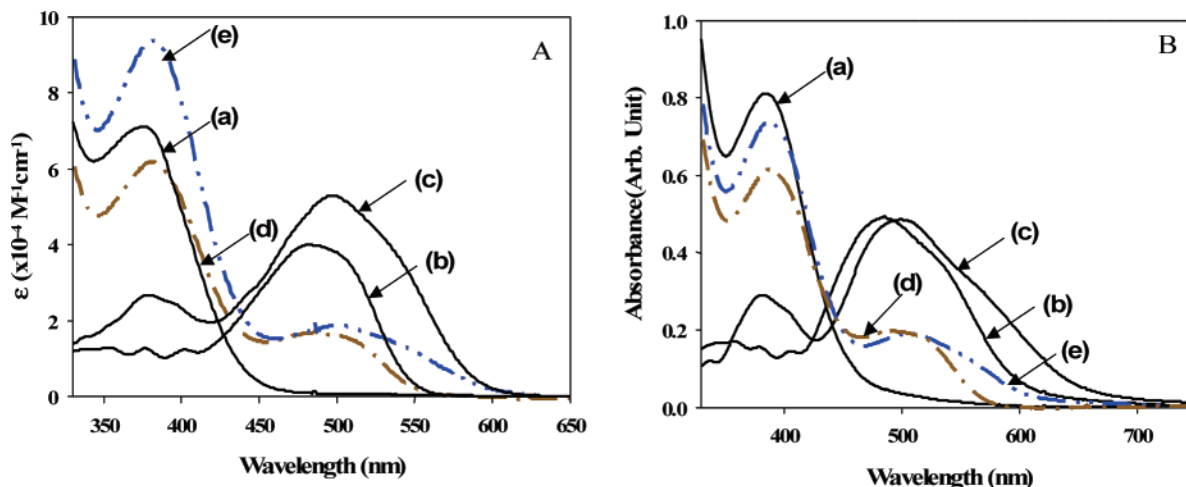 A
10
8
6
4
2
0
ε (x10⁻⁴ M⁻¹cm⁻¹)
(e)
(a)
(c)
(d)
(b)
350 400 450 500 550 600 650
Wavelength (nm)
B
1.0
0.8
0.6
0.4
0.2
0.0
Absorbance(Arb. Unit)
(a)
(c)
(d)
(b)
(e)
400 500 600 700
Wavelength (nm)